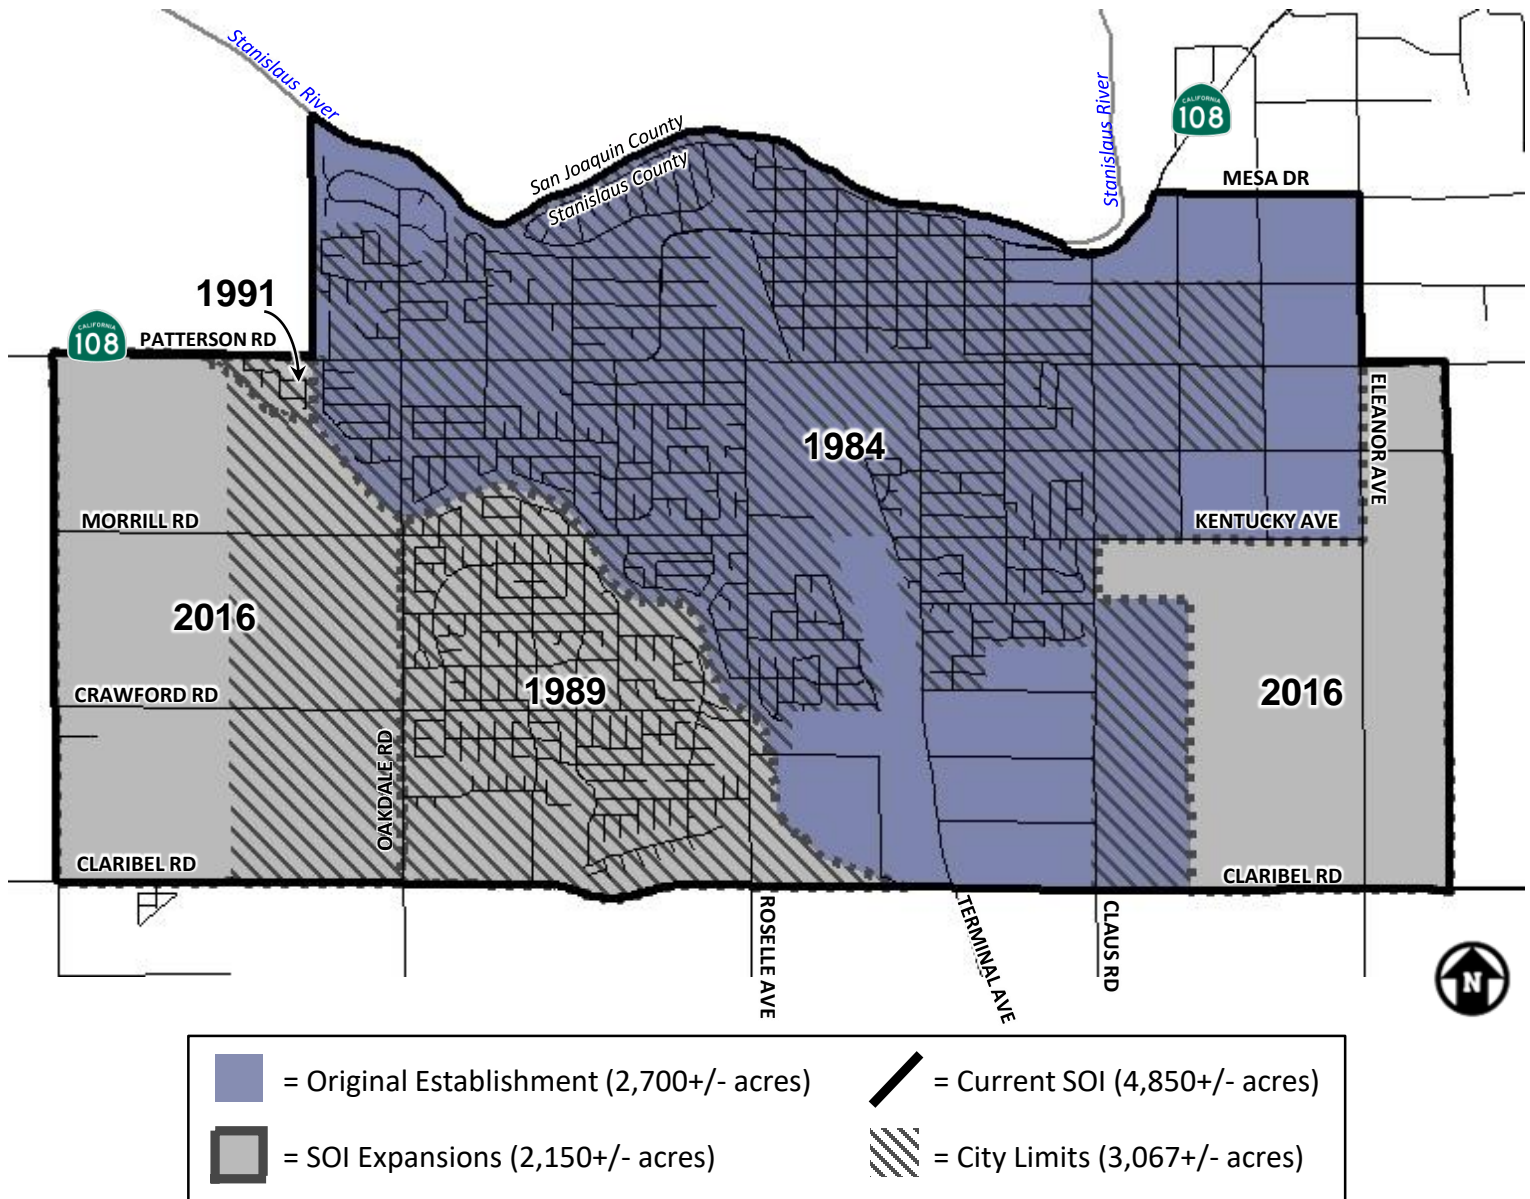 Stanislaus River
San Joaquin County
Stanislaus County
Stanislaus River
CALIFORNIA
108
MESA DR
1991
CALIFORNIA
108
PATTERSON RD
1984
ELEANOR AVE
MORRILL RD
KENTUCKY AVE
2016
1989
CRAWFORD RD
2016
OAKDALE RD
CLARIBEL RD
CLARIBEL RD
ROSELLE AVE
TERMINAL AVE
CLAUS RD
N
= Original Establishment (2,700+/- acres)
= Current SOI (4,850+/- acres)
= SOI Expansions (2,150+/- acres)
= City Limits (3,067+/- acres)